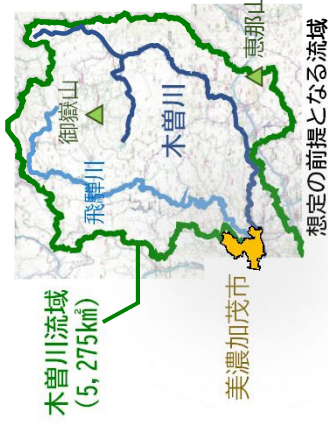 木曽川流域
(5,275k㎡)
御嶽山
飛騨川
木曽川
恵那山
美濃加茂市
想定の前提となる流域